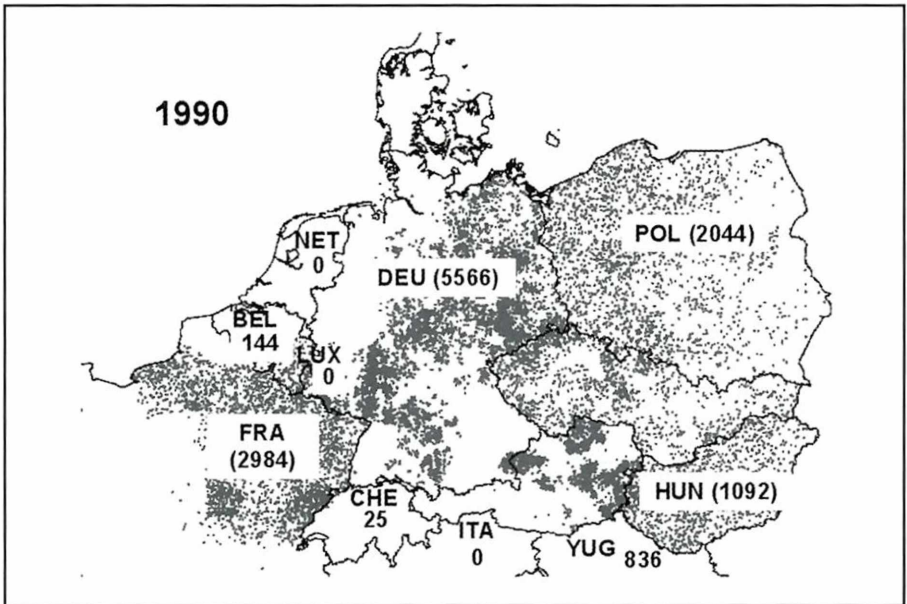 1990
POL (2044)
NET
0
DEU (5566)
BEL
144
LUX
0
FRA
(2984)
HUN (1092)
CHE
25
ITA
0
YUG 836